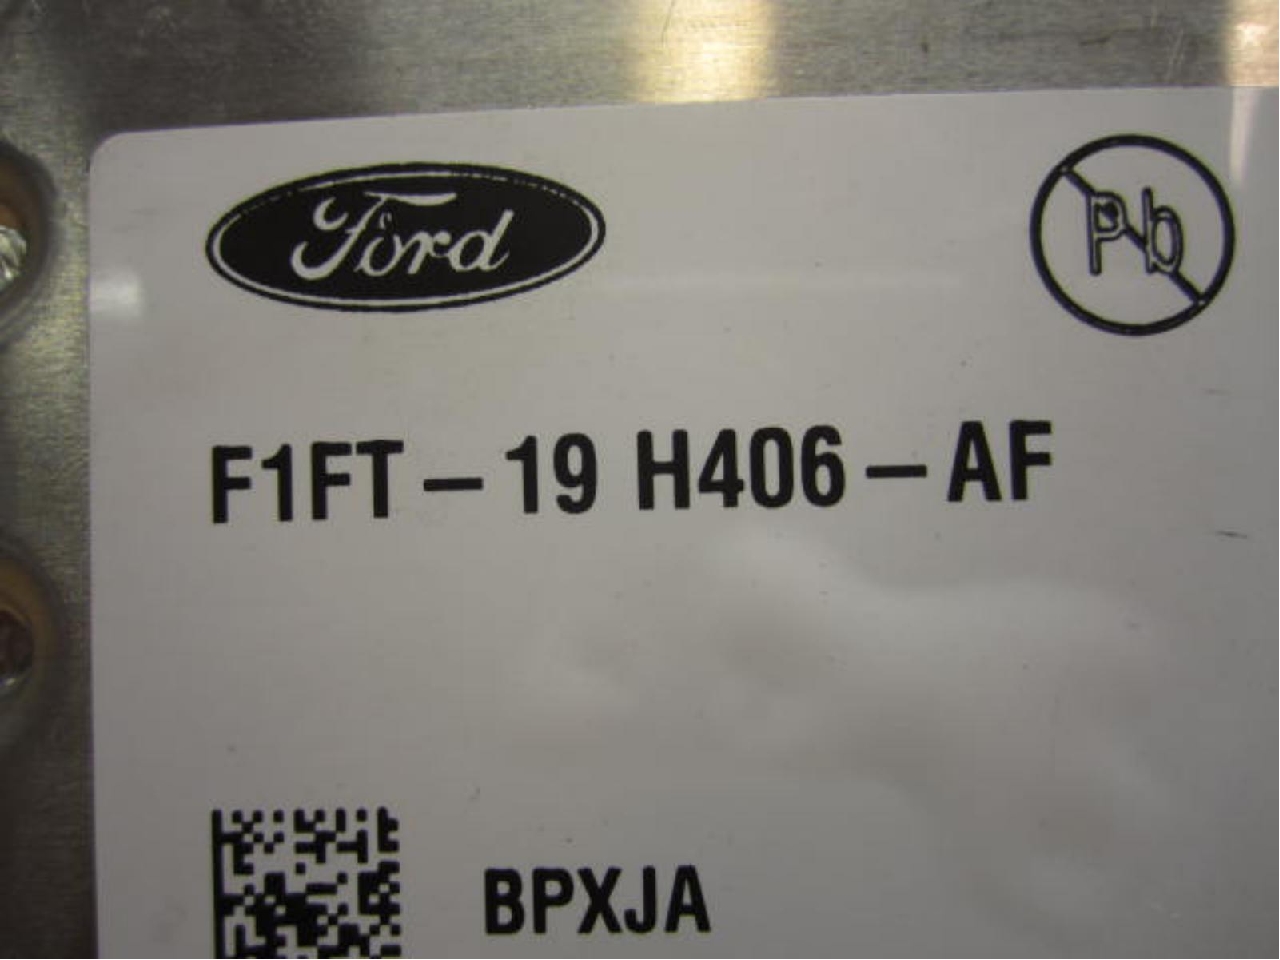 Ford
Pb
F1FT-19 H406-AF
BPXJA